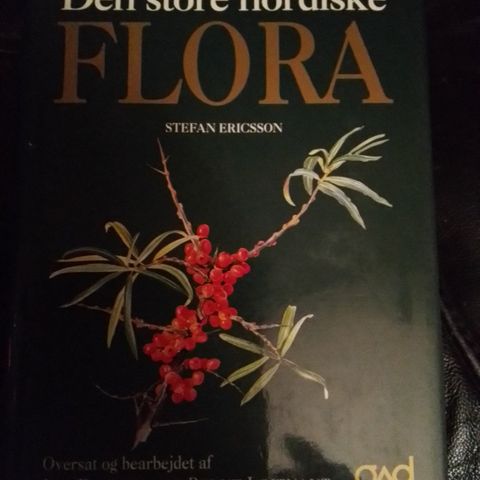 Den store nordiske
FLORA
STEFAN ERICSSON
Oversat og bearbejdet af
gad